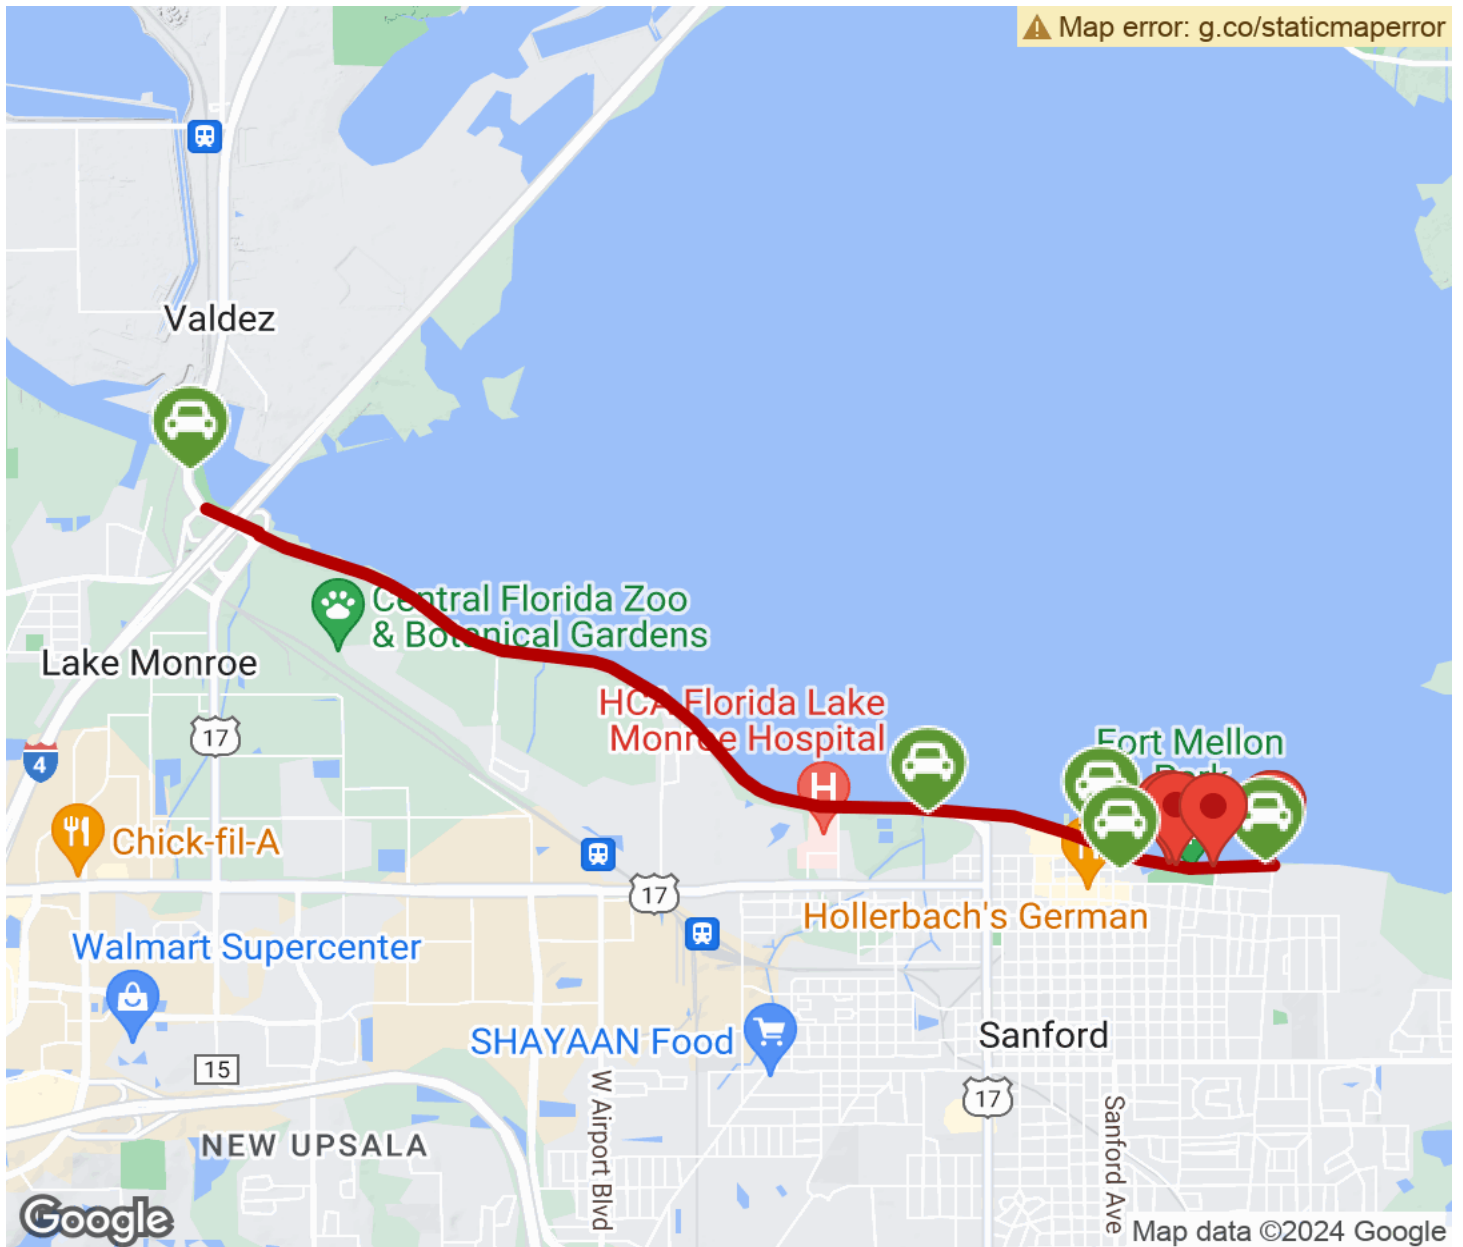 Map error: g.co/staticmaperror
Valdez
Central Florida Zoo
& Botanical Gardens
Lake Monroe
HCA Florida Lake
Monroe Hospital
H
17
4
Fort Mellon
Park
Chick-fil-A
17
Hollerbach's German
Walmart Supercenter
SHAYAAN Food
Sanford
15
17
W Airport Blvd
Sanford Ave
NEW UPSALA
Google
Map data ©2024 Google